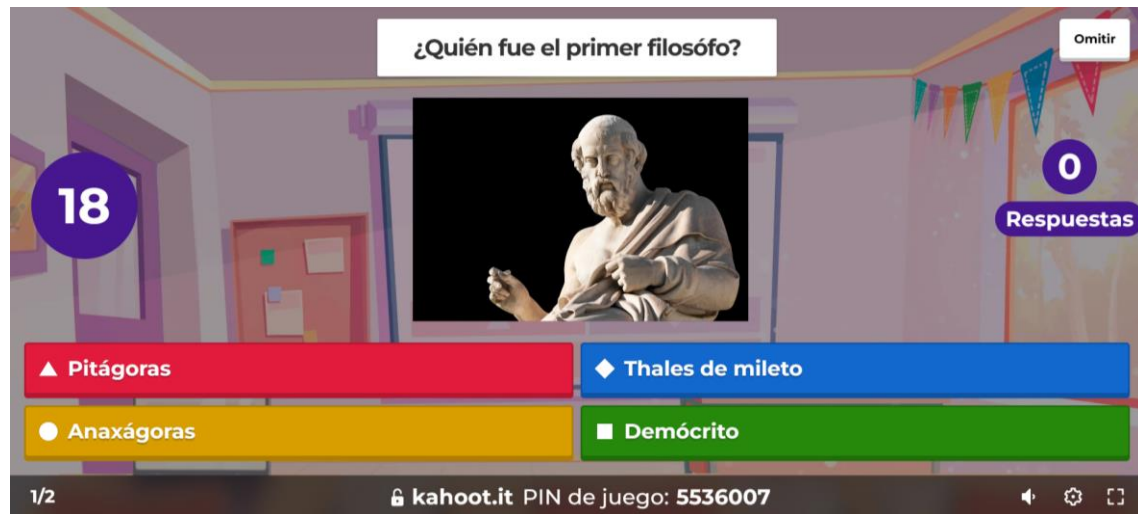 ¿Quién fue el primer filosófo?
Omitir
18
0
Respuestas
Pitágoras
Thales de mileto
Anaxágoras
Demócrito
1/2
kahoot.it PIN de juego: 5536007